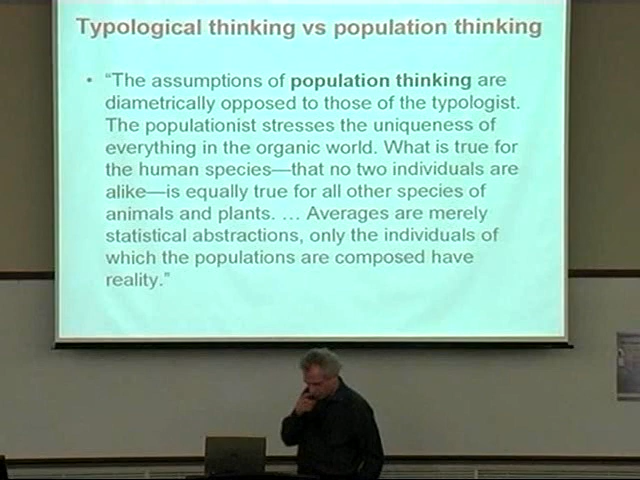 Typological thinking vs population thinking
• “The assumptions of population thinking are
diametrically opposed to those of the typologist.
The populationist stresses the uniqueness of
everything in the organic world. What is true for
the human species—that no two individuals are
alike—is equally true for all other species of
animals and plants. … Averages are merely
statistical abstractions, only the individuals of
which the populations are composed have
reality.”